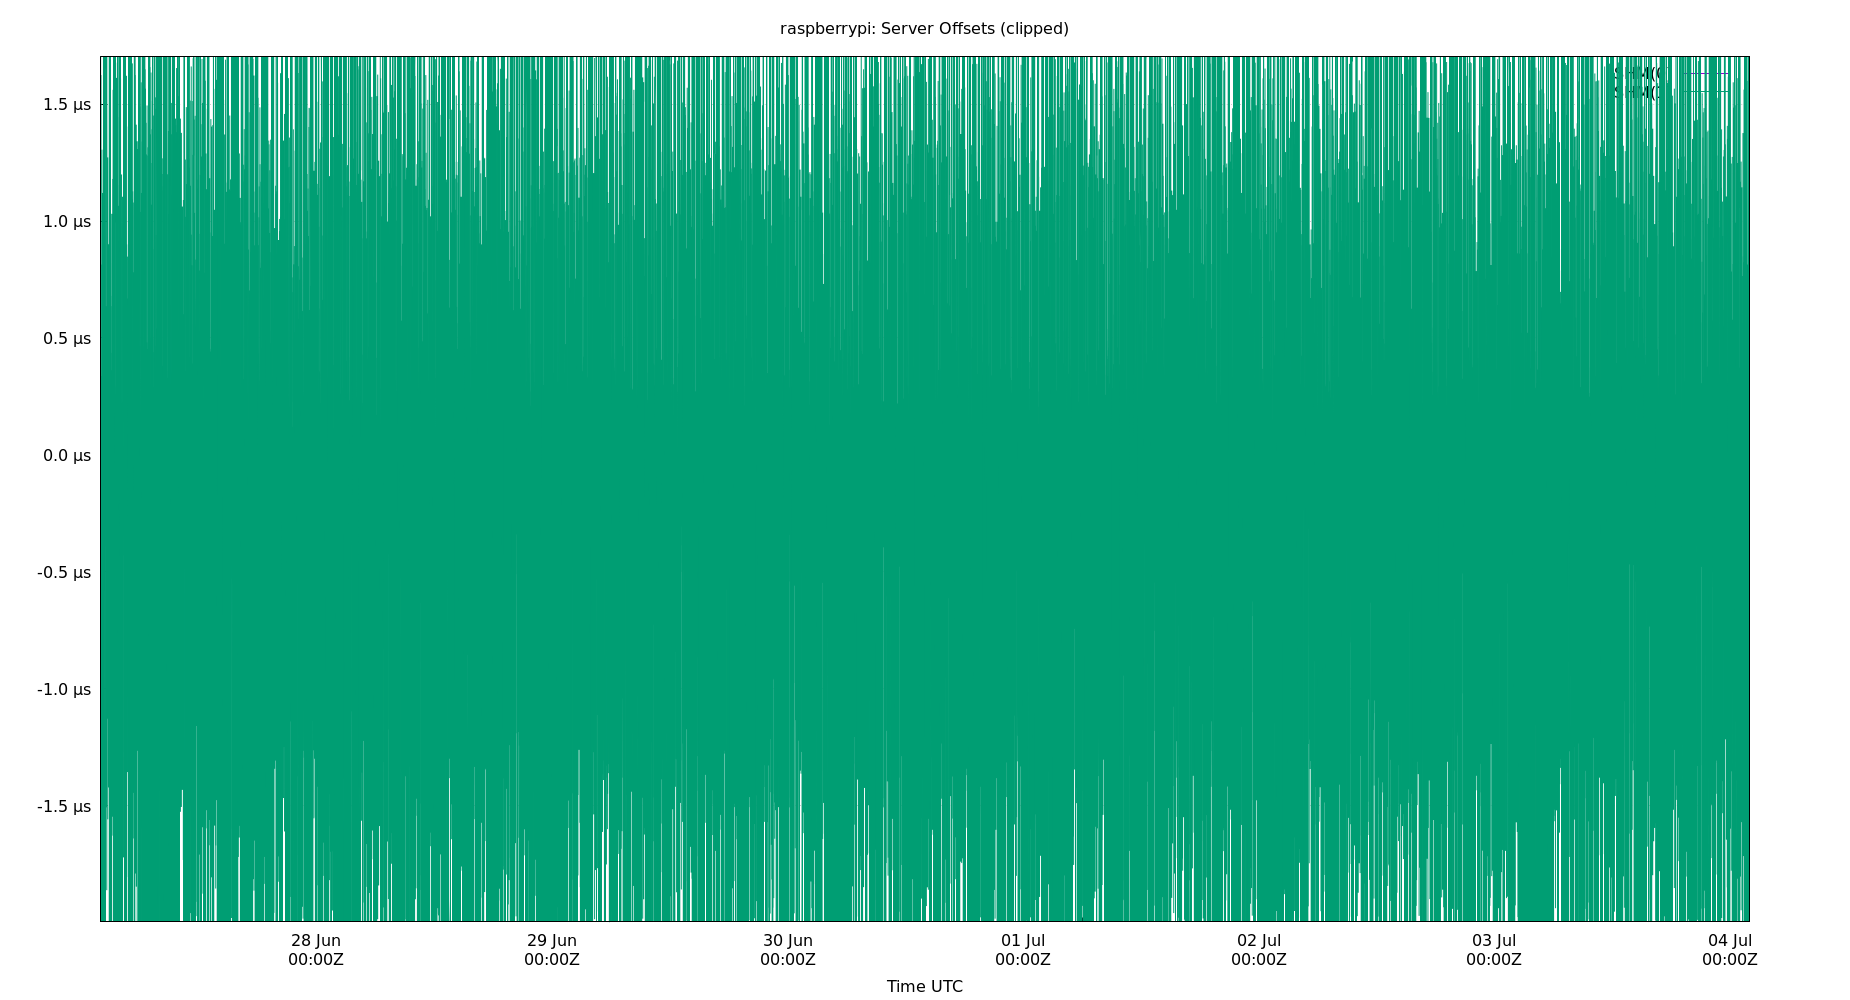 raspberrypi: Server Offsets (clipped)
1.5 µs
1.0 µs
0.5 µs
0.0 µs
-0.5 µs
-1.0 µs
-1.5 µs
28 Jun
00:00Z
29 Jun
00:00Z
30 Jun
00:00Z
01 Jul
00:00Z
02 Jul
00:00Z
03 Jul
00:00Z
04 Jul
00:00Z
Time UTC